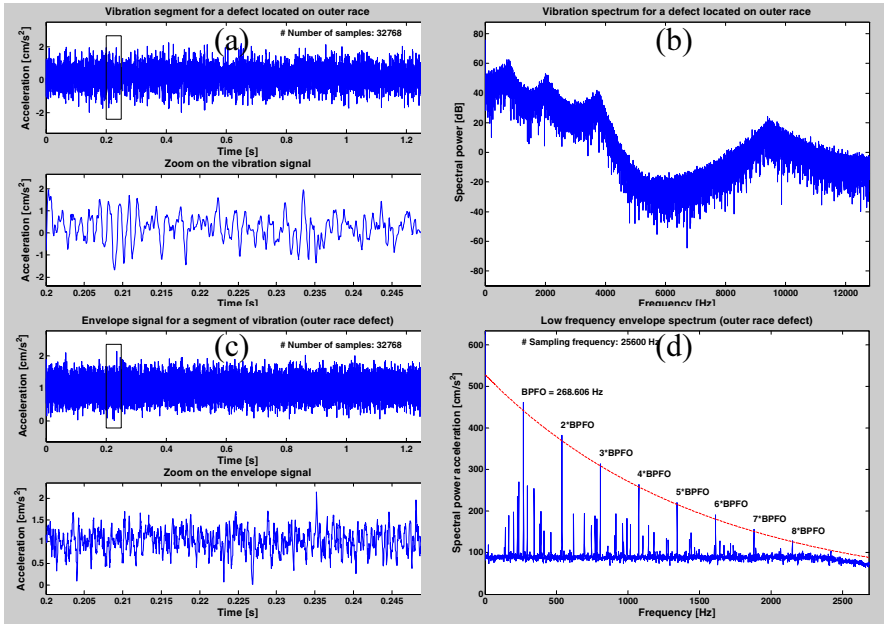 Vibration segment for a defect located on outer race
(a)
# Number of samples: 32768
Acceleration [cm/s²]
2
0
-2
0 0.2 0.4 0.6 0.8 1 1.2
Time [s]
Zoom on the vibration signal
Acceleration [cm/s²]
2
1
0
-1
-2
0.2 0.205 0.21 0.215 0.22 0.225 0.23 0.235 0.24 0.245
Time [s]
Vibration spectrum for a defect located on outer race
(b)
Spectral power [dB]
80
60
40
20
0
-20
-40
-60
-80
0 2000 4000 6000 8000 10000 12000
Frequency [Hz]
Envelope signal for a segment of vibration (outer race defect)
(c)
# Number of samples: 32768
Acceleration [cm/s²]
2
1
0
0 0.2 0.4 0.6 0.8 1 1.2
Time [s]
Zoom on the envelope signal
Acceleration [cm/s²]
2
1.5
1
0.5
0
0.2 0.205 0.21 0.215 0.22 0.225 0.23 0.235 0.24 0.245
Time [s]
Low frequency envelope spectrum (outer race defect)
# Sampling frequency: 25600 Hz
(d)
Spectral power acceleration [cm/s²]
600
500
400
300
200
100
0
BPFO = 268.606 Hz
2*BPFO
3*BPFO
4*BPFO
5*BPFO
6*BPFO
7*BPFO
8*BPFO
0 500 1000 1500 2000 2500
Frequency [Hz]